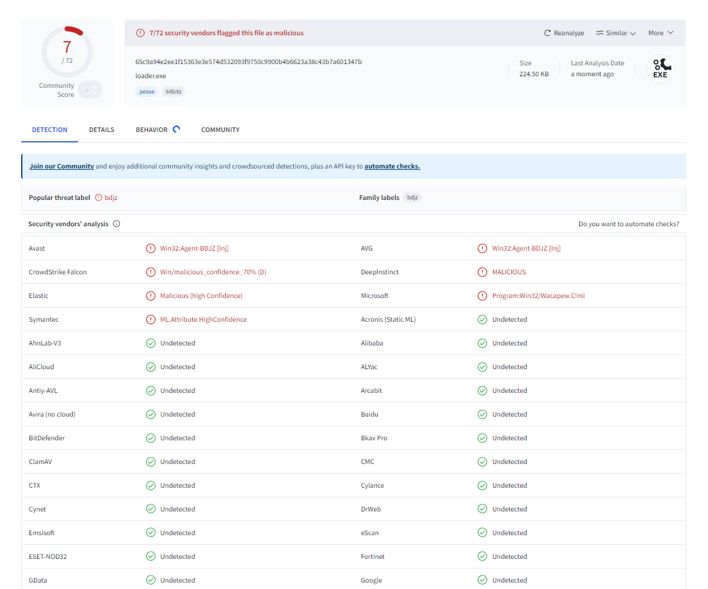 7
/ 72
Community
Score
7/72 security vendors flagged this file as malicious
Reanalyze
Similar
More
65c9a94e2ee1f15363e3e574d532093f9750c9900b4b6623a38c43b7a601347b
loader.exe
peexe
64bits
Size
224.50 KB
Last Analysis Date
a moment ago
EXE
DETECTION
DETAILS
BEHAVIOR
COMMUNITY
Join our Community and enjoy additional community insights and crowdsourced detections, plus an API key to automate checks.
Popular threat label bdjz
Family labels bdjz
Security vendors' analysis
Do you want to automate checks?
Avast Win32:Agent-BDJZ [Inj] AVG Win32:Agent-BDJZ [Inj]
CrowdStrike Falcon Win/malicious_confidence_70% (D) DeepInstinct MALICIOUS
Elastic Malicious (high Confidence) Microsoft Program:Win32/Wacapew.C!ml
Symantec ML.Attribute.HighConfidence Acronis (Static ML) Undetected
AhnLab-V3 Undetected Alibaba Undetected
AliCloud Undetected ALYac Undetected
Antiy-AVL Undetected Arcabit Undetected
Avira (no cloud) Undetected Baidu Undetected
BitDefender Undetected Bkav Pro Undetected
ClamAV Undetected CMC Undetected
CTX Undetected Cylance Undetected
Cynet Undetected DrWeb Undetected
Emsisoft Undetected eScan Undetected
ESET-NOD32 Undetected Fortinet Undetected
GData Undetected Google Undetected